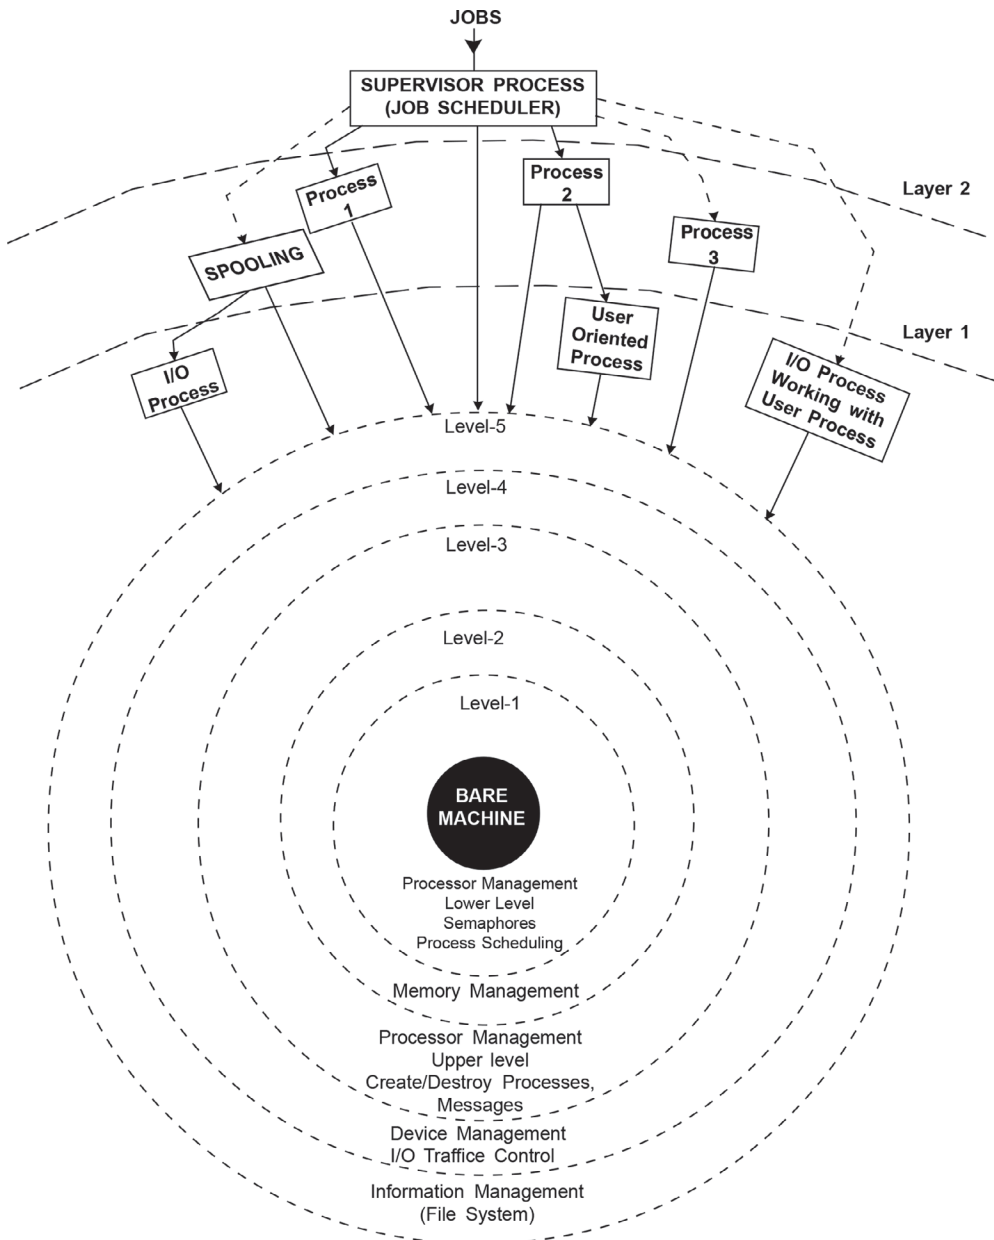 JOBS
SUPERVISOR PROCESS
(JOB SCHEDULER)
Process
1
Process
2
Layer 2
Process
3
SPOOLING
User
Oriented
Process
Layer 1
I/O
Process
I/O Process
Working with
User Process
Level-5
Level-4
Level-3
Level-2
Level-1
BARE
MACHINE
Processor Management
Lower Level
Semaphores
Process Scheduling
Memory Management
Processor Management
Upper level
Create/Destroy Processes,
Messages
Device Management
I/O Traffice Control
Information Management
(File System)